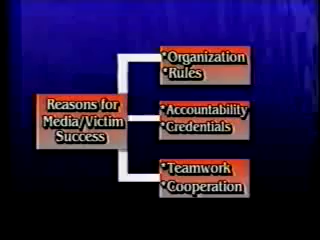 Reasons for
Media/Victim
Success
•Organization
•Rules
•Accountability
•Credentials
•Teamwork
•Cooperation